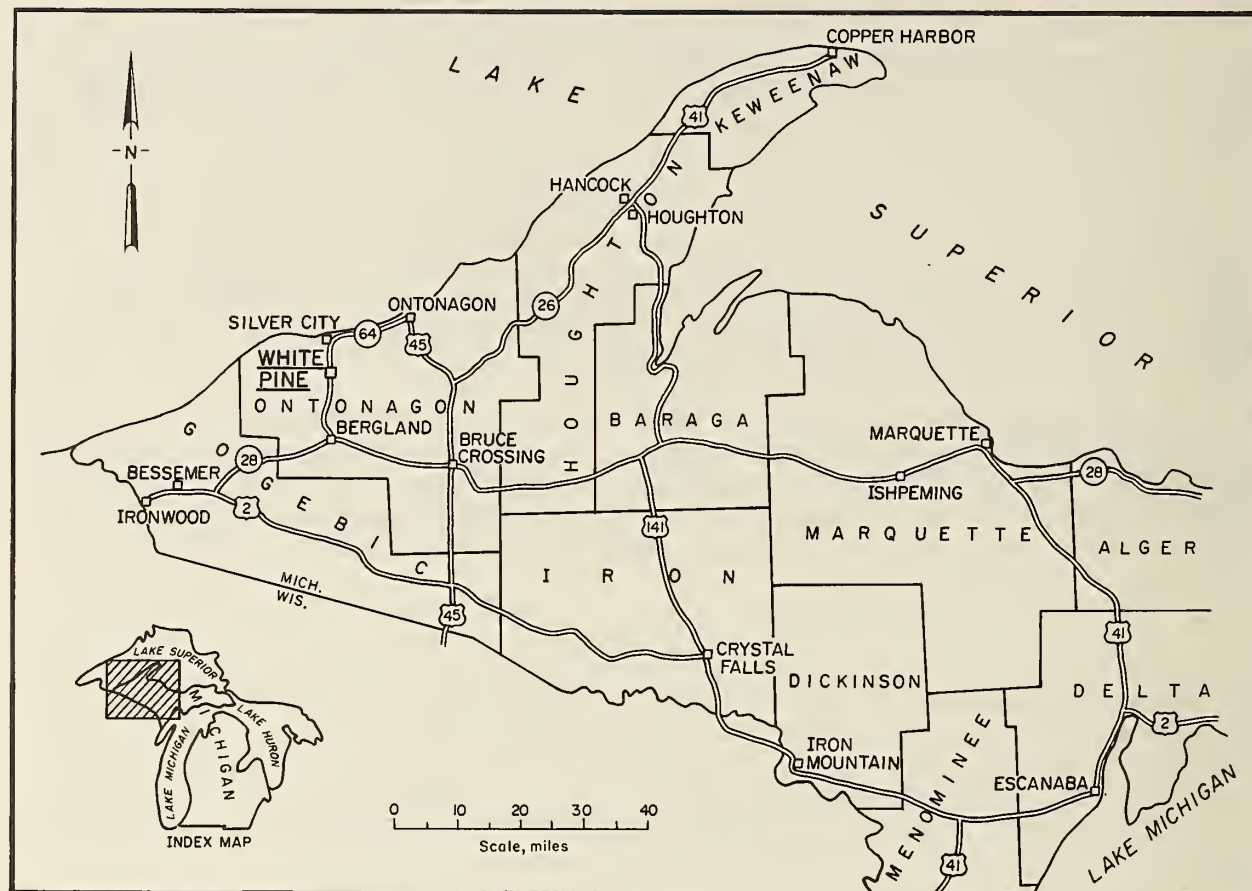 COPPER HARBOR
LAKE
KEWEENAW
41
-N-
HANCOCK
HOUGHTON
HOUGHTON
SUPERIOR
26
ONTONAGON
SILVER CITY
64
45
WHITE
PINE
ONTONAGON
BERGLAND
BRUCE
CROSSING
BARAGA
MARQUETTE
ISHPEMING
28
GOGEBIC
28
BESSEMER
IRONWOOD
2
141
MARQUETTE
ALGER
IRON
MICH.
WIS.
45
41
CRYSTAL
FALLS
DICKINSON
DELTA
2
IRON
MOUNTAIN
MENOMINEE
ESCANABA
LAKE MICHIGAN
41
LAKE SUPERIOR
MICHIGAN
LAKE HURON
LAKE MICHIGAN
MICHIGAN
INDEX MAP
0 10 20 30 40
Scale, miles